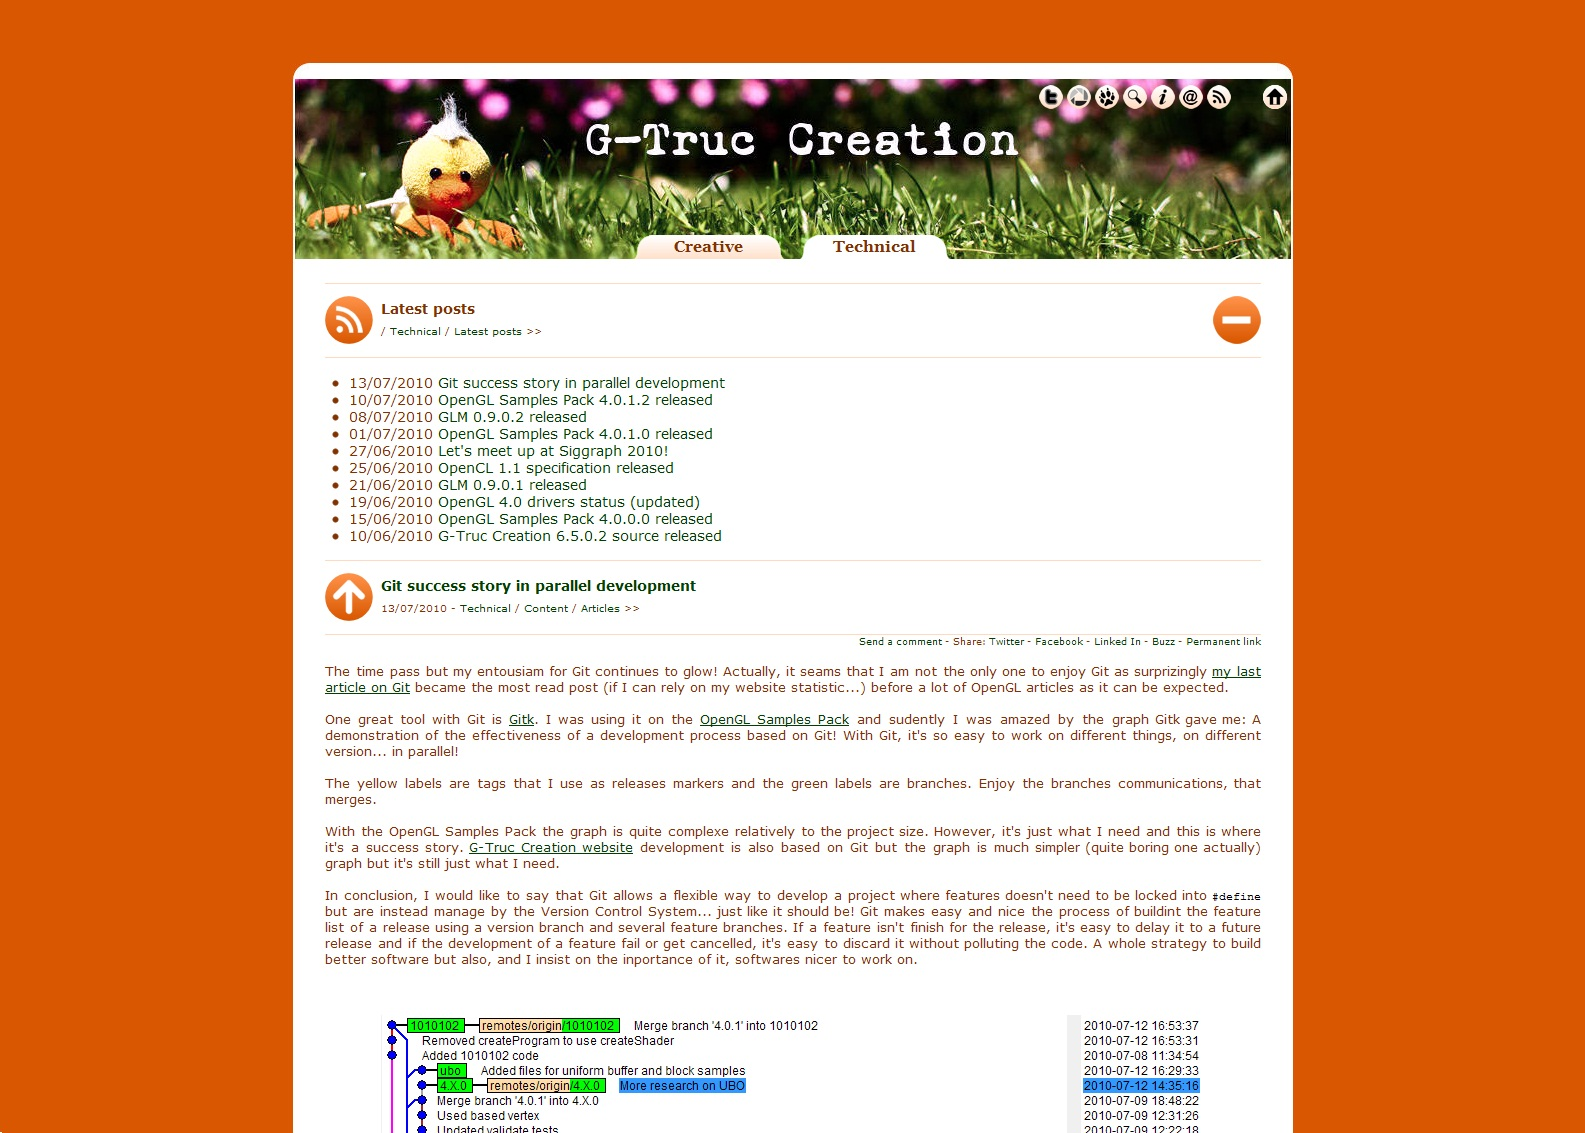 G-Truc Creation
Creative
Technical
Latest posts
/ Technical / Latest posts >>
13/07/2010 Git success story in parallel development
10/07/2010 OpenGL Samples Pack 4.0.1.2 released
08/07/2010 GLM 0.9.0.2 released
01/07/2010 OpenGL Samples Pack 4.0.1.0 released
27/06/2010 Let's meet up at Siggraph 2010!
25/06/2010 OpenCL 1.1 specification released
21/06/2010 GLM 0.9.0.1 released
19/06/2010 OpenGL 4.0 drivers status (updated)
15/06/2010 OpenGL Samples Pack 4.0.0.0 released
10/06/2010 G-Truc Creation 6.5.0.2 source released
Git success story in parallel development
13/07/2010 - Technical / Content / Articles >>
Send a comment - Share: Twitter - Facebook - Linked In - Buzz - Permanent link
The time pass but my entousiam for Git continues to glow! Actually, it seams that I am not the only one to enjoy Git as surprizingly my last
article on Git became the most read post (if I can rely on my website statistic...) before a lot of OpenGL articles as it can be expected.
One great tool with Git is Gitk. I was using it on the OpenGL Samples Pack and sudently I was amazed by the graph Gitk gave me: A
demonstration of the effectiveness of a development process based on Git! With Git, it's so easy to work on different things, on different
version... in parallel!
The yellow labels are tags that I use as releases markers and the green labels are branches. Enjoy the branches communications, that
merges.
With the OpenGL Samples Pack the graph is quite complexe relatively to the project size. However, it's just what I need and this is where
it's a success story. G-Truc Creation website development is also based on Git but the graph is much simpler (quite boring one actually)
graph but it's still just what I need.
In conclusion, I would like to say that Git allows a flexible way to develop a project where features doesn't need to be locked into #define
but are instead manage by the Version Control System... just like it should be! Git makes easy and nice the process of buildint the feature
list of a release using a version branch and several feature branches. If a feature isn't finish for the release, it's easy to delay it to a future
release and if the development of a feature fail or get cancelled, it's easy to discard it without polluting the code. A whole strategy to build
better software but also, and I insist on the inportance of it, softwares nicer to work on.
1010102 remotes/origin/1010102 Merge branch '4.0.1' into 1010102 2010-07-12 16:53:37
Removed createProgram to use createShader 2010-07-12 16:53:31
Added 1010102 code 2010-07-08 11:34:54
ubo Added files for uniform buffer and block samples 2010-07-12 16:29:33
4.X.0 remotes/origin/4.X.0 More research on UBO 2010-07-12 14:35:16
Merge branch '4.0.1' into 4.X.0 2010-07-09 18:48:22
Used based vertex 2010-07-09 12:31:26
Updated validate tests 2010-07-09 12:22:18